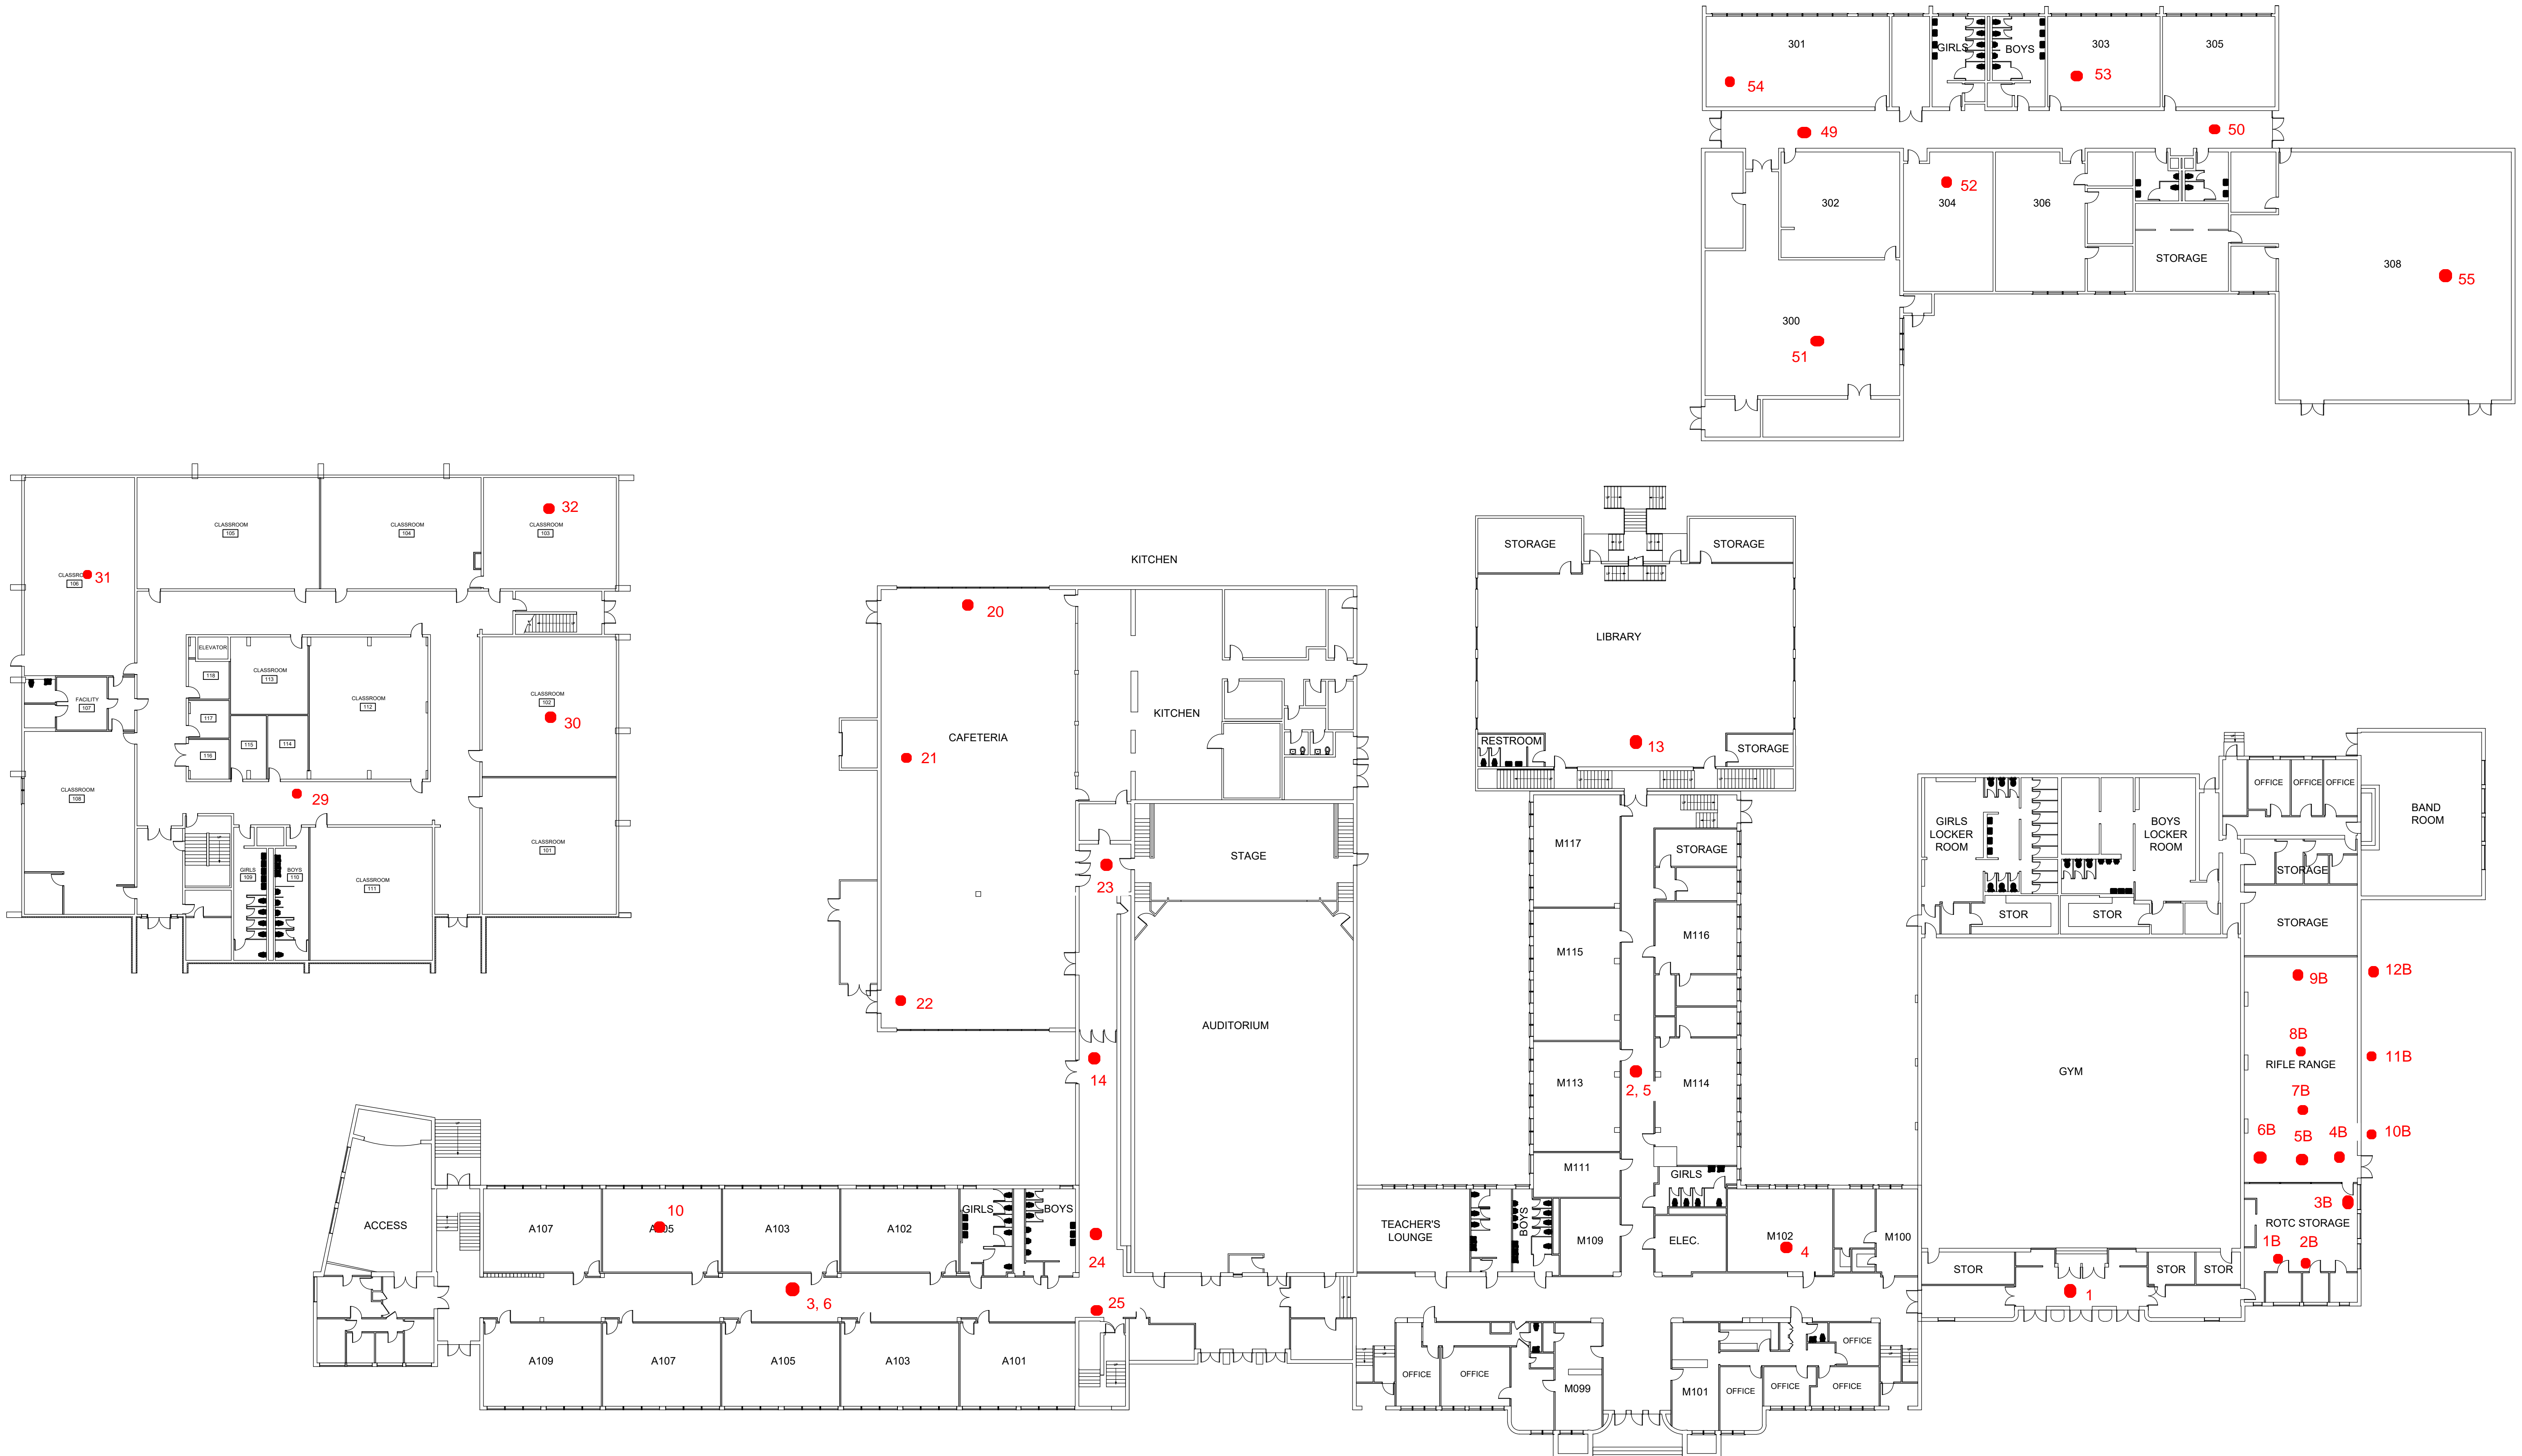 301
GIRLS
BOYS
303
305
54
53
49
50
52
304
302
306
STORAGE
308
55
300
51
32
CLASSROOM
105
CLASSROOM
104
CLASSROOM
103
CLASSROOM
106
31
ELEVATOR
118
CLASSROOM
113
CLASSROOM
112
CLASSROOM
102
30
FACILITY
107
117
115
114
116
CLASSROOM
108
29
GIRLS
109
BOYS
110
CLASSROOM
111
CLASSROOM
101
KITCHEN
20
CAFETERIA
KITCHEN
21
22
23
STAGE
AUDITORIUM
14
STORAGE
STORAGE
LIBRARY
RESTROOM
13
STORAGE
M117
STORAGE
M115
M116
M113
2, 5
M114
M111
GIRLS
OFFICE
OFFICE
OFFICE
BAND
ROOM
GIRLS
LOCKER
ROOM
BOYS
LOCKER
ROOM
STORAGE
STOR
STOR
STORAGE
9B
12B
8B
RIFLE RANGE
11B
GYM
7B
6B
5B
4B
10B
3B
ROTC STORAGE
1B
2B
ACCESS
A107
10
A105
A103
A102
GIRLS
BOYS
24
3, 6
25
A109
A107
A105
A103
A101
TEACHER'S
LOUNGE
BOYS
M109
ELEC.
M102
4
M100
STOR
STOR
STOR
1
OFFICE
OFFICE
M099
M101
OFFICE
OFFICE
OFFICE
OFFICE